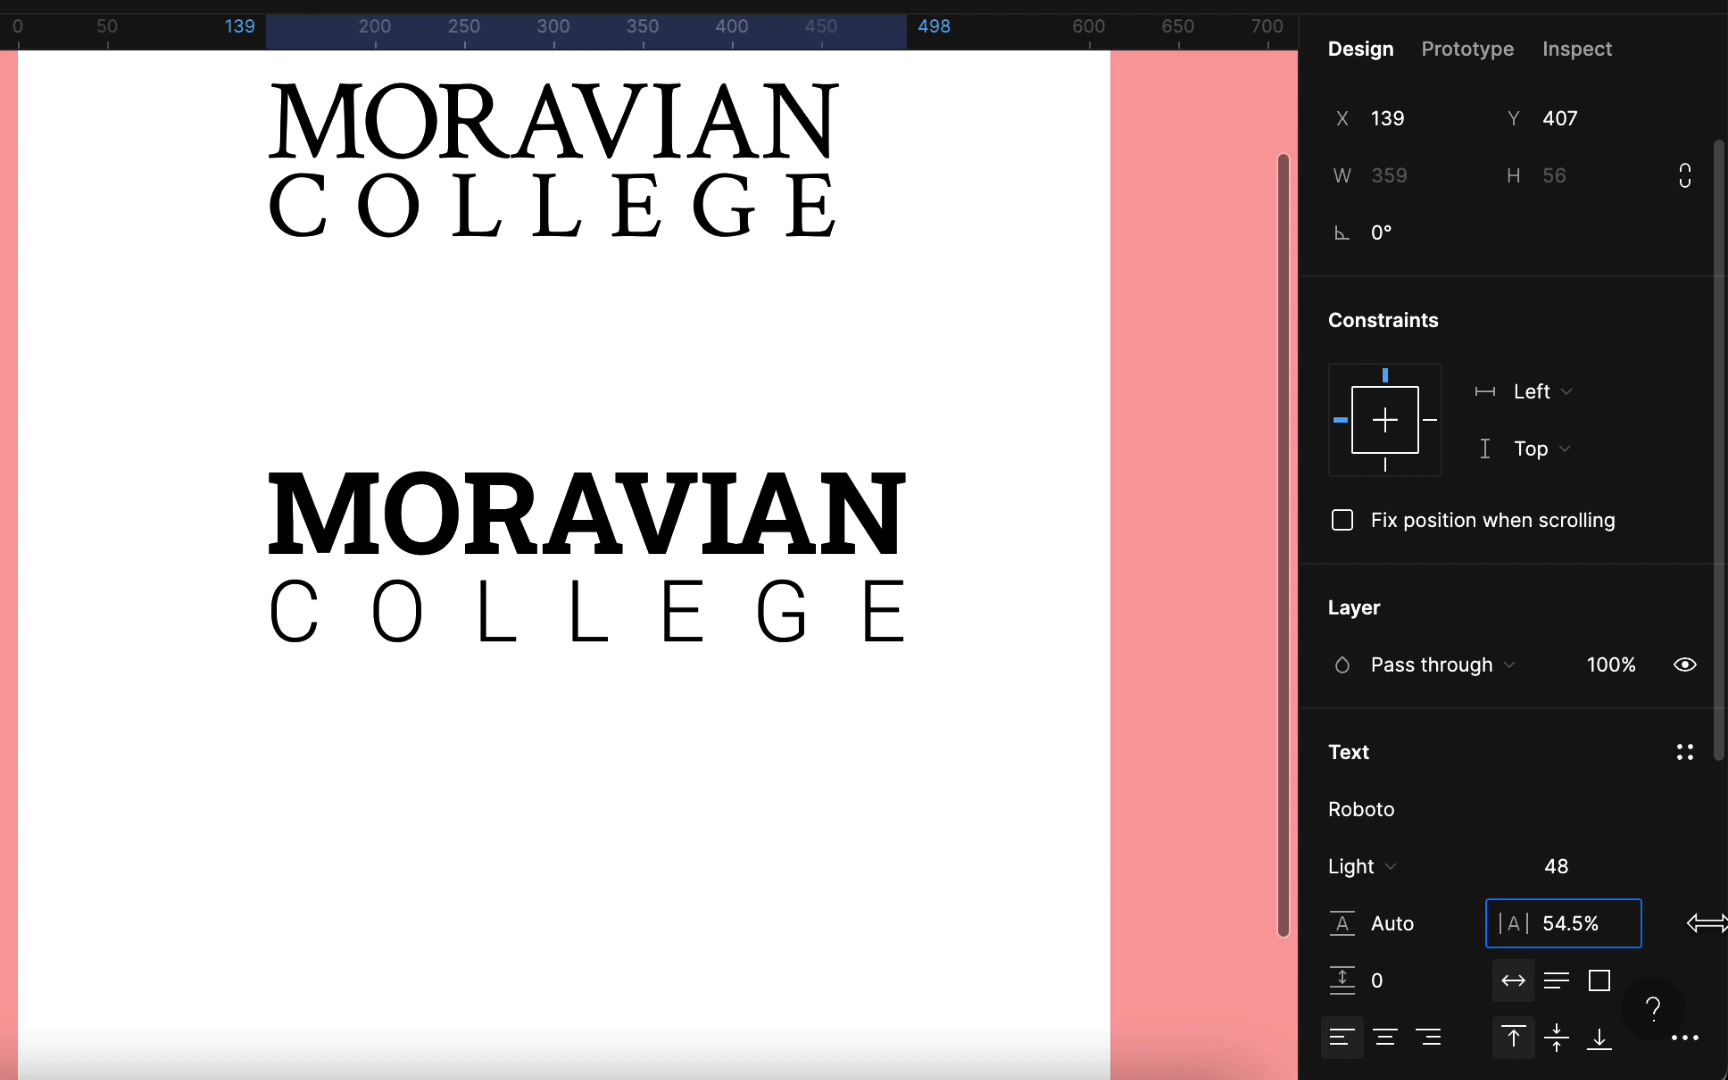 0 50 139 200 250 300 350 400 450 498 600 650 700
Design Prototype Inspect
MORAVIAN
COLLEGE
X 139 Y 407
W 359 H 56
0°
Constraints
Left
Top
Fix position when scrolling
MORAVIAN
COLLEGE
Layer
Pass through 100%
Text
Roboto
Light 48
A Auto |A| 54.5%
0
?